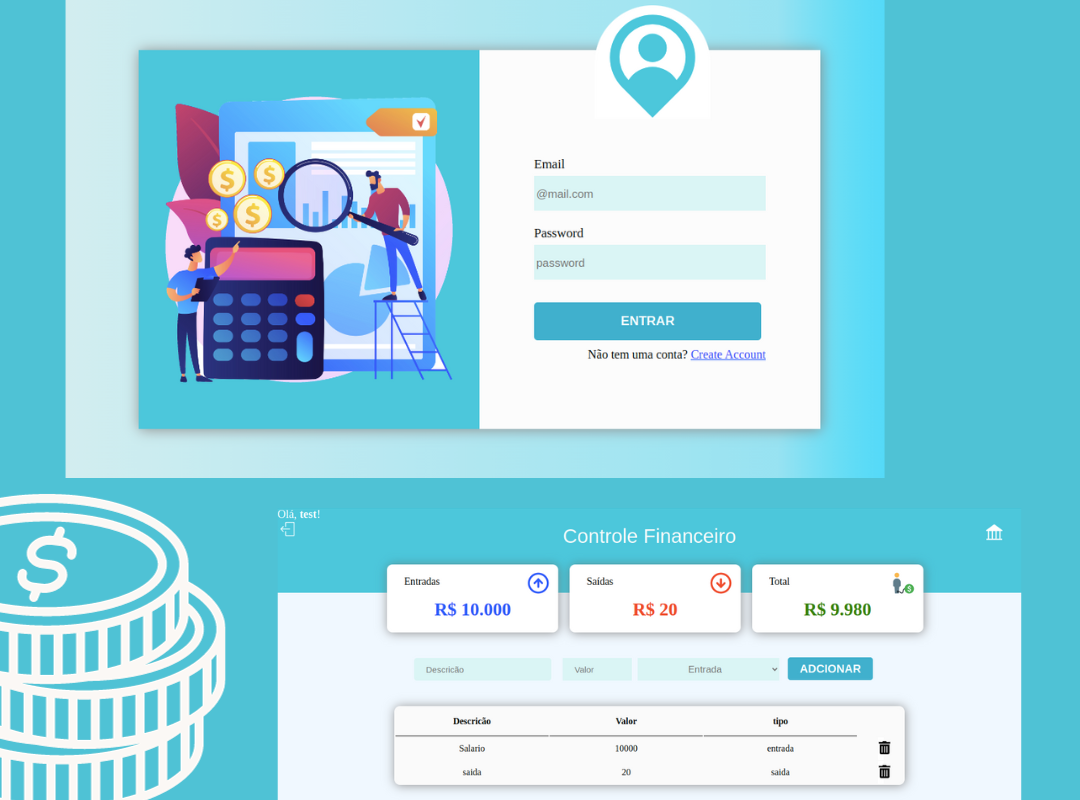 Email
@mail.com
Password
password
ENTRAR
Não tem uma conta? Create Account
Olá, test!
Controle Financeiro
Entradas
R$ 10.000
Saídas
R$ 20
Total
R$ 9.980
Descricão Valor Entrada ADCIONAR
Descricão Valor tipo
Salario 10000 entrada
saida 20 saida